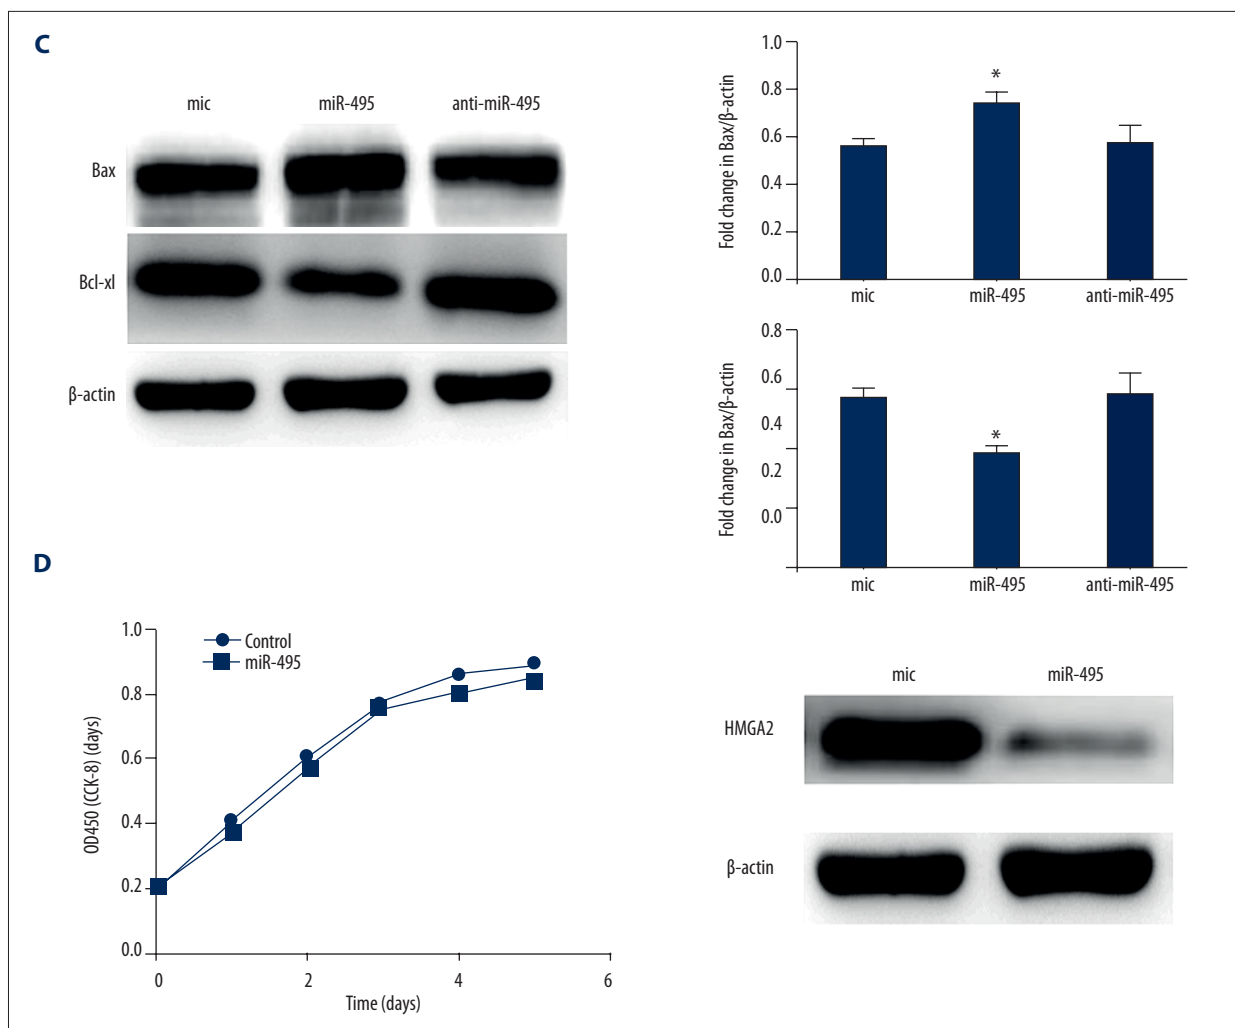 C
mic miR-495 anti-miR-495
Bax
Bcl-xl
β-actin
Fold change in Bax/β-actin
1.0
0.8
0.6
0.4
0.2
0.0
*
mic miR-495 anti-miR-495
Fold change in Bax/β-actin
0.8
0.6
0.4
0.2
0.0
*
mic miR-495 anti-miR-495
D
OD450 (CCK-8) (days)
1.0
0.8
0.6
0.4
0.2
0.0
Control
miR-495
0 2 4 6
Time (days)
mic miR-495
HMGA2
β-actin